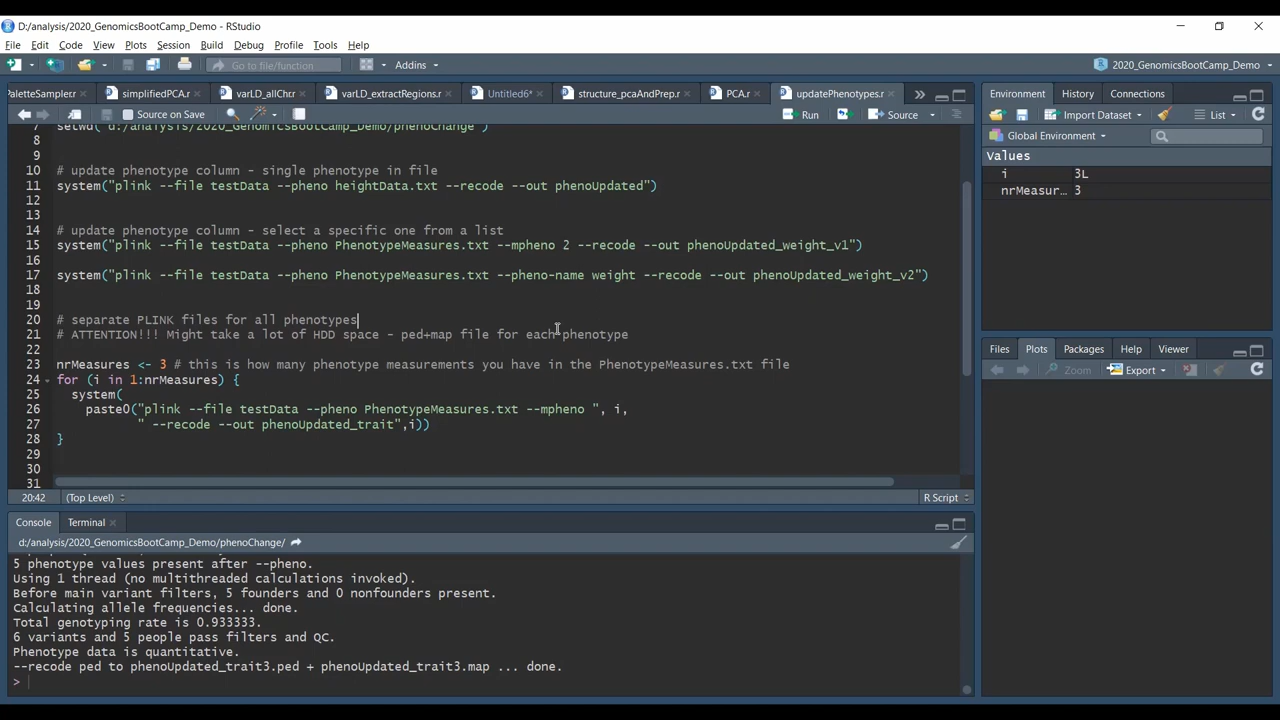 D:/analysis/2020_GenomicsBootCamp_Demo - RStudio
File Edit Code View Plots Session Build Debug Profile Tools Help
Go to file/function Addins 2020_GenomicsBootCamp_Demo
PaletteSampler.r simplifiedPCA.r varLD_allChr.r varLD_extractRegions.r Untitled6* structure_pcaAndPrep.r PCA.r updatePhenotypes.r
Source on Save Run Source
7 setwd("d:/analysis/2020_GenomicsBootCamp_Demo/phenoChange")
8
9
10 # update phenotype column - single phenotype in file
11 system("plink --file testData --pheno heightData.txt --recode --out phenoUpdated")
12
13
14 # update phenotype column - select a specific one from a list
15 system("plink --file testData --pheno PhenotypeMeasures.txt --mpheno 2 --recode --out phenoUpdated_weight_v1")
16
17 system("plink --file testData --pheno PhenotypeMeasures.txt --pheno-name weight --recode --out phenoUpdated_weight_v2")
18
19
20 # separate PLINK files for all phenotypes
21 # ATTENTION!!! Might take a lot of HDD space - ped+map file for each phenotype
22
23 nrMeasures <- 3 # this is how many phenotype measurements you have in the PhenotypeMeasures.txt file
24 for (i in 1:nrMeasures) {
25 system(
26 paste0("plink --file testData --pheno PhenotypeMeasures.txt --mpheno ", i,
27 " --recode --out phenoUpdated_trait",i))
28 }
29
30
31
20:42 (Top Level) R Script
Console Terminal
d:/analysis/2020_GenomicsBootCamp_Demo/phenoChange/
5 phenotype values present after --pheno.
Using 1 thread (no multithreaded calculations invoked).
Before main variant filters, 5 founders and 0 nonfounders present.
Calculating allele frequencies... done.
Total genotyping rate is 0.933333.
6 variants and 5 people pass filters and QC.
Phenotype data is quantitative.
--recode ped to phenoUpdated_trait3.ped + phenoUpdated_trait3.map ... done.
>
Environment History Connections
Import Dataset List
Global Environment
Values
i 3L
nrMeasur… 3
Files Plots Packages Help Viewer
Zoom Export